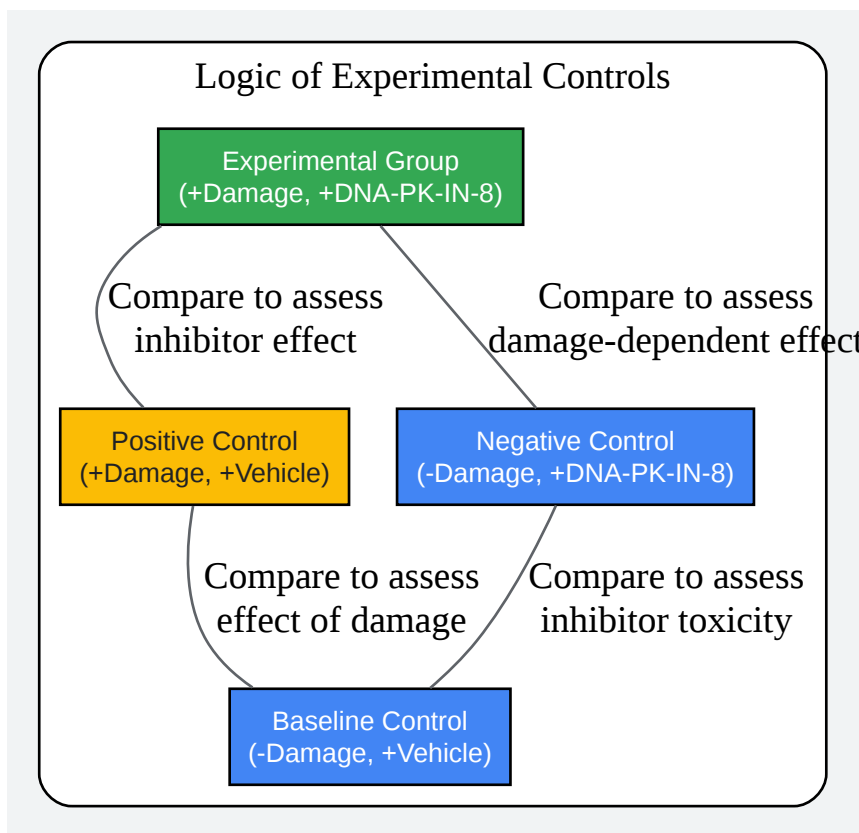 Logic of Experimental Controls
Experimental Group
(+Damage, +DNA-PK-IN-8)
Compare to assess
inhibitor effect
Compare to assess
damage-dependent effect
Positive Control
(+Damage, +Vehicle)
Negative Control
(-Damage, +DNA-PK-IN-8)
Compare to assess
effect of damage
Compare to assess
inhibitor toxicity
Baseline Control
(-Damage, +Vehicle)